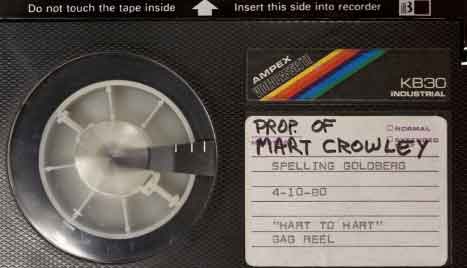 Do not touch the tape inside
Insert this side into recorder
B
AMPEX
KB30
INDUSTRIAL
PROP. OF
NORMAL
MART CROWLEY
SPELLING GOLDBERG
4-10-80
"HART TO HART"
GAG REEL